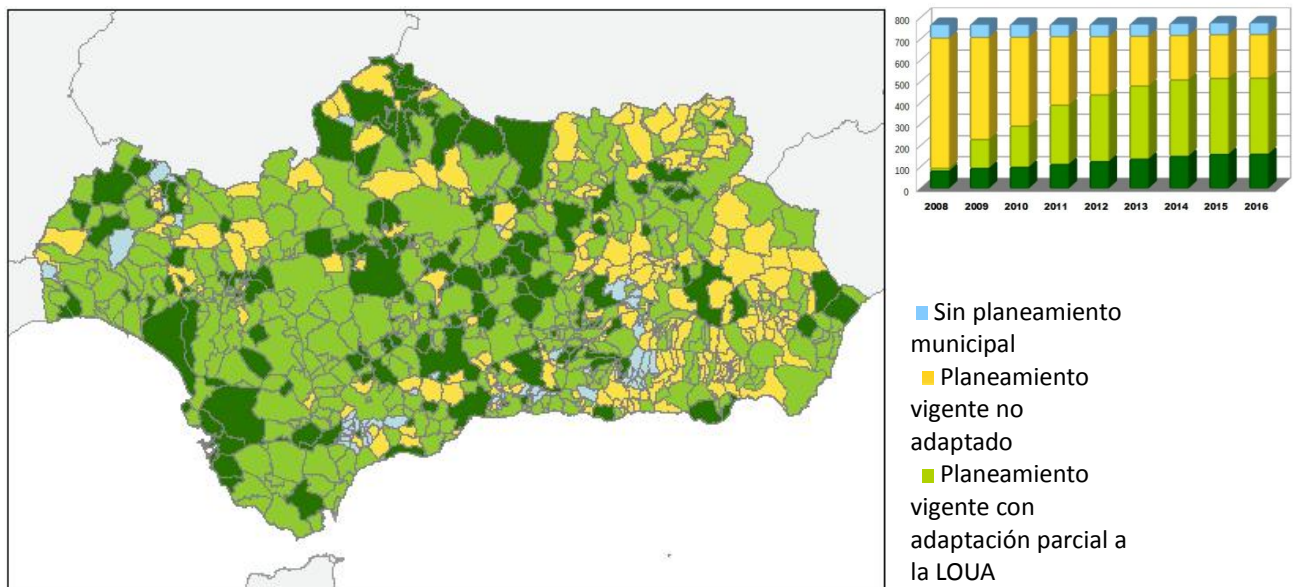 800
700
600
500
400
300
200
100
0
2008 2009 2010 2011 2012 2013 2014 2015 2016
Sin planeamiento
municipal
Planeamiento
vigente no
adaptado
Planeamiento
vigente con
adaptación parcial a
la LOUA